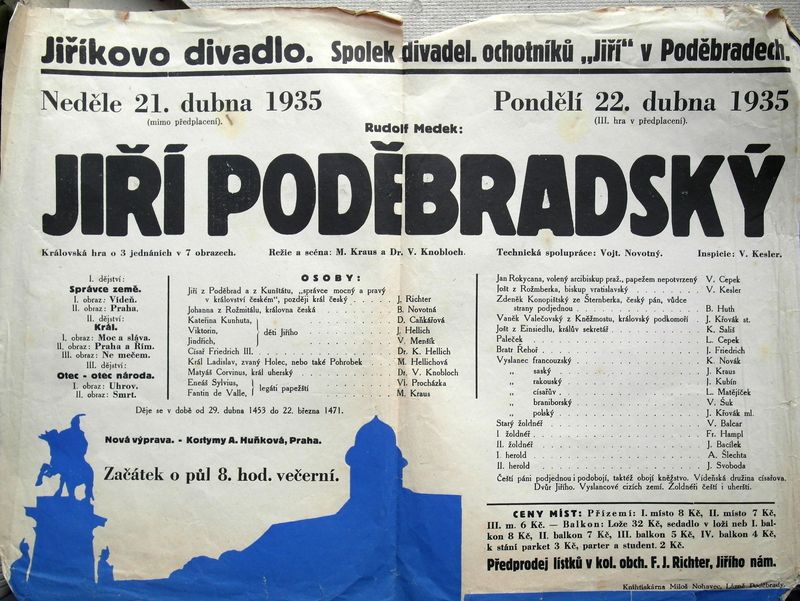 Jiříkovo divadlo. Spolek divadel. ochotníků „Jiří“ v Poděbradech.
Neděle 21. dubna 1935
(mimo předplacení).
Pondělí 22. dubna 1935
(III. hra v předplacení).
Rudolf Medek:
JIŘÍ PODĚBRADSKÝ
Královská hra o 3 jednáních v 7 obrazech. Režie a scéna: M. Kraus a Dr. V. Knobloch. Technická spolupráce: Vojt. Novotný. Inspicie: V. Kesler.
I. dějství:
Správce země.
I. obraz: Vídeň.
II. obraz: Praha.
II. dějství:
Král.
I. obraz: Moc a sláva.
II. obraz: Praha a Řím.
III. obraz: Ne mečem.
III. dějství:
Otec - otec národa.
I. obraz: Uhrov.
II. obraz: Smrt.
OSOBY:
Jiří z Poděbrad a z Kunštátu, „správce mocný a pravý
v království českém“, později král český J. Richter
Johanna z Rožmitálu, královna česká B. Novotná
Kateřina Kunhuta, D. Caňkářová
Viktorin, děti Jiřího J. Hellich
Jindřich, V. Menšík
Císař Friedrich III. Dr. K. Hellich
Král Ladislav, zvaný Holec, nebo také Pohrobek M. Hellichová
Matyáš Corvinus, král uherský Dr. V. Knobloch
Eneáš Sylvius, legáti papežští Vl. Procházka
Fantin de Valle, M. Kraus
Děje se v době od 29. dubna 1453 do 22. března 1471.
Jan Rokycana, volený arcibiskup praž., papežem nepotvrzený V. Cepek
Jošt z Rožmberka, biskup vratislavský V. Kesler
Zdeněk Konopištský ze Šternberka, český pán, vůdce
strany podjednou B. Huth
Vaněk Valečovský z Kněžmostu, královský podkomoří J. Křovák st.
Jošt z Einsiedlu, králův sekretář K. Sališ
Paleček L. Cepek
Bratr Řehoř J. Friedrich
Vyslanec francouzský K. Novák
„ saský J. Kraus
„ rakouský J. Kubín
„ císařův L. Matějíček
„ braniborský V. Šuk
„ polský J. Křovák ml.
Starý žoldnéř V. Balcar
I. žoldnéř Fr. Hampl
II. žoldnéř J. Bacílek
I. herold A. Šlechta
II. herold J. Svoboda
Čeští páni podjednou i podobojí, taktéž obojí kněžstvo. Vídeňská družina císařova.
Dvůr Jiřího. Vyslancové cizích zemí. Žoldnéři čeští i uherští.
Nová výprava. - Kostymy A. Huňková, Praha.
Začátek o půl 8. hod. večerní.
CENY MÍST: Přízemí: I. místo 8 Kč, II. místo 7 Kč,
III. m. 6 Kč. — Balkon: Lóže 32 Kč, sedadlo v loži neb I. bal-
kon 8 Kč, II. balkon 7 Kč, III. balkon 5 Kč, IV. balkon 4 Kč,
k stání parket 3 Kč, parter a student. 2 Kč.
Předprodej lístků v kol. obch. F. J. Richter, Jiřího nám.
Knihtiskárna Miloš Nohavec, Lázně Poděbrady.